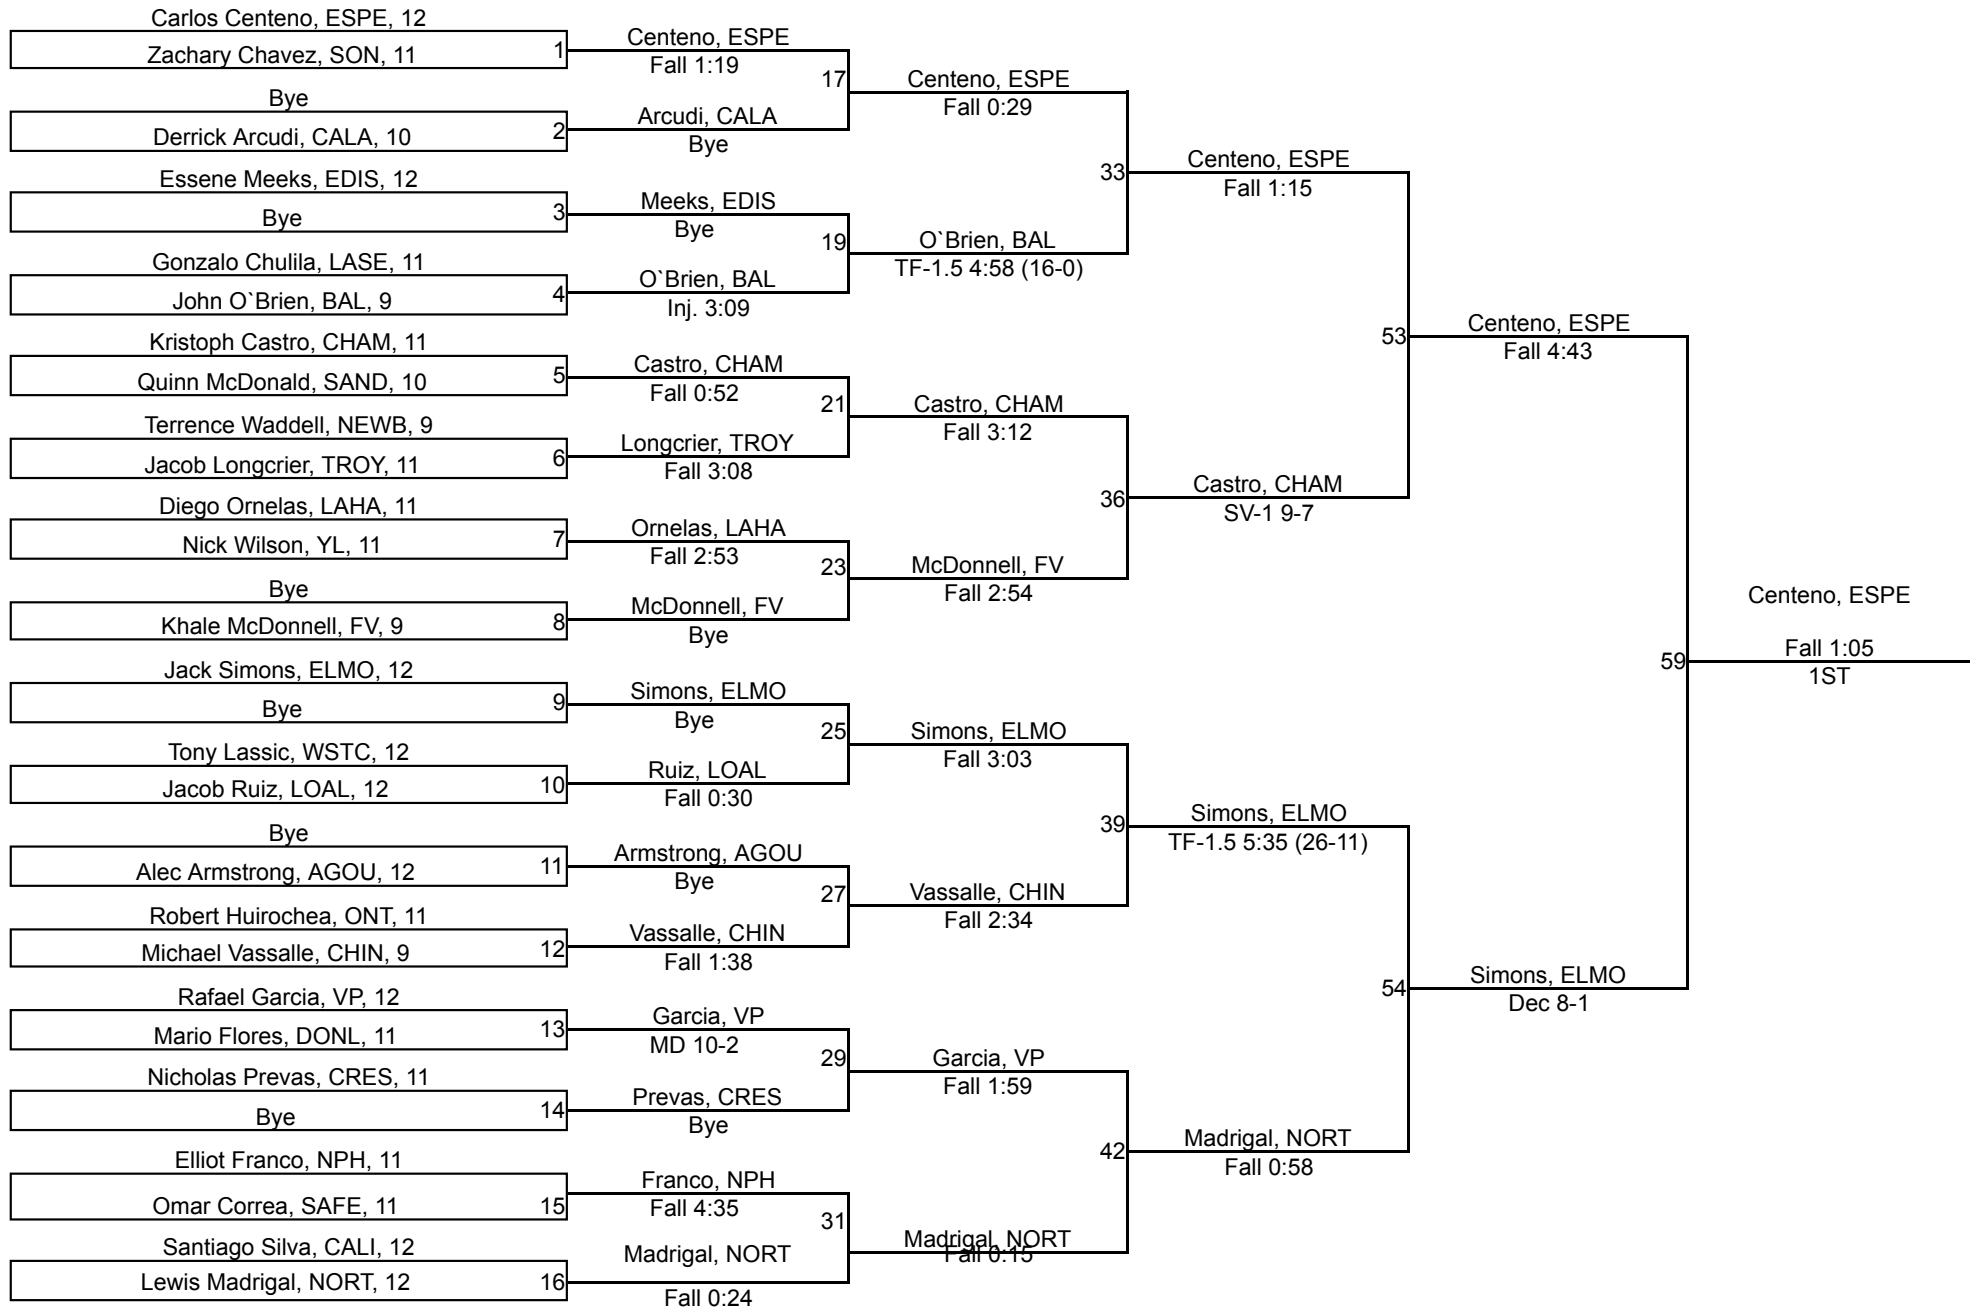 Carlos Centeno, ESPE, 12
Zachary Chavez, SON, 11
1
Bye
Derrick Arcudi, CALA, 10
2
Essene Meeks, EDIS, 12
Bye
3
Gonzalo Chulila, LASE, 11
John O`Brien, BAL, 9
4
Kristoph Castro, CHAM, 11
Quinn McDonald, SAND, 10
5
Terrence Waddell, NEWB, 9
Jacob Longcrier, TROY, 11
6
Diego Ornelas, LAHA, 11
Nick Wilson, YL, 11
7
Bye
Khale McDonnell, FV, 9
8
Jack Simons, ELMO, 12
Bye
9
Tony Lassic, WSTC, 12
Jacob Ruiz, LOAL, 12
10
Bye
Alec Armstrong, AGOU, 12
11
Robert Huirochea, ONT, 11
Michael Vassalle, CHIN, 9
12
Rafael Garcia, VP, 12
Mario Flores, DONL, 11
13
Nicholas Prevas, CRES, 11
Bye
14
Elliot Franco, NPH, 11
Omar Correa, SAFE, 11
15
Santiago Silva, CALI, 12
Lewis Madrigal, NORT, 12
16
Centeno, ESPE
Fall 1:19
17
Arcudi, CALA
Bye
Meeks, EDIS
Bye
19
O`Brien, BAL
Inj. 3:09
Castro, CHAM
Fall 0:52
21
Longcrier, TROY
Fall 3:08
Ornelas, LAHA
Fall 2:53
23
McDonnell, FV
Bye
Simons, ELMO
Bye
25
Ruiz, LOAL
Fall 0:30
Armstrong, AGOU
Bye
27
Vassalle, CHIN
Fall 1:38
Garcia, VP
MD 10-2
29
Prevas, CRES
Bye
Franco, NPH
Fall 4:35
31
Madrigal, NORT
Fall 0:24
Centeno, ESPE
Fall 0:29
33
O`Brien, BAL
TF-1.5 4:58 (16-0)
Castro, CHAM
Fall 3:12
36
McDonnell, FV
Fall 2:54
Simons, ELMO
Fall 3:03
39
Vassalle, CHIN
Fall 2:34
Garcia, VP
Fall 1:59
42
Madrigal, NORT
Fall 0:15
Centeno, ESPE
Fall 1:15
53
Castro, CHAM
SV-1 9-7
Simons, ELMO
TF-1.5 5:35 (26-11)
54
Madrigal, NORT
Fall 0:58
Centeno, ESPE
Fall 4:43
59
Simons, ELMO
Dec 8-1
Centeno, ESPE
Fall 1:05
1ST